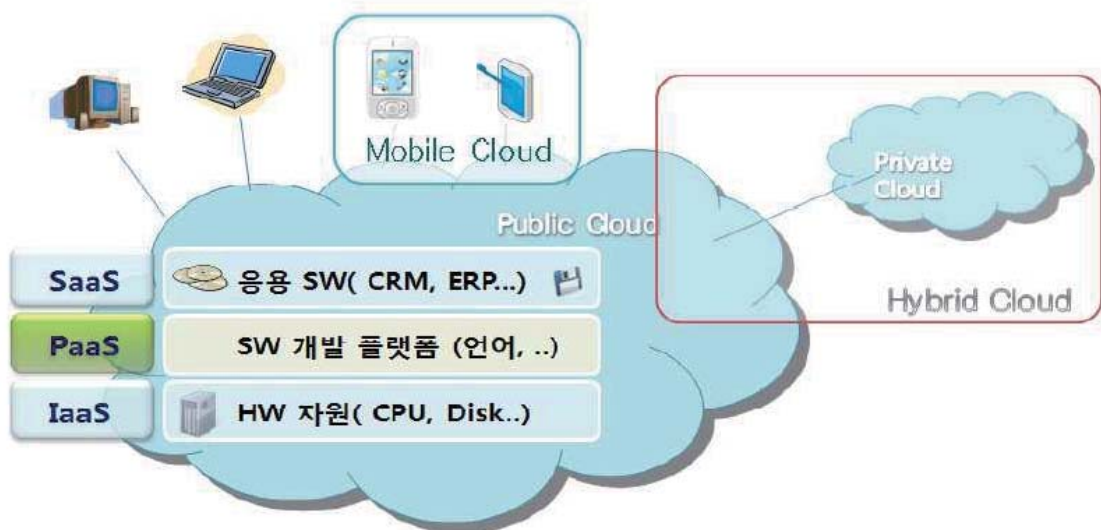 Mobile Cloud
Private
Cloud
Public Cloud
Hybrid Cloud
SaaS
응용 SW( CRM, ERP...)
PaaS
SW 개발 플랫폼 (언어, ..)
IaaS
HW 자원( CPU, Disk..)